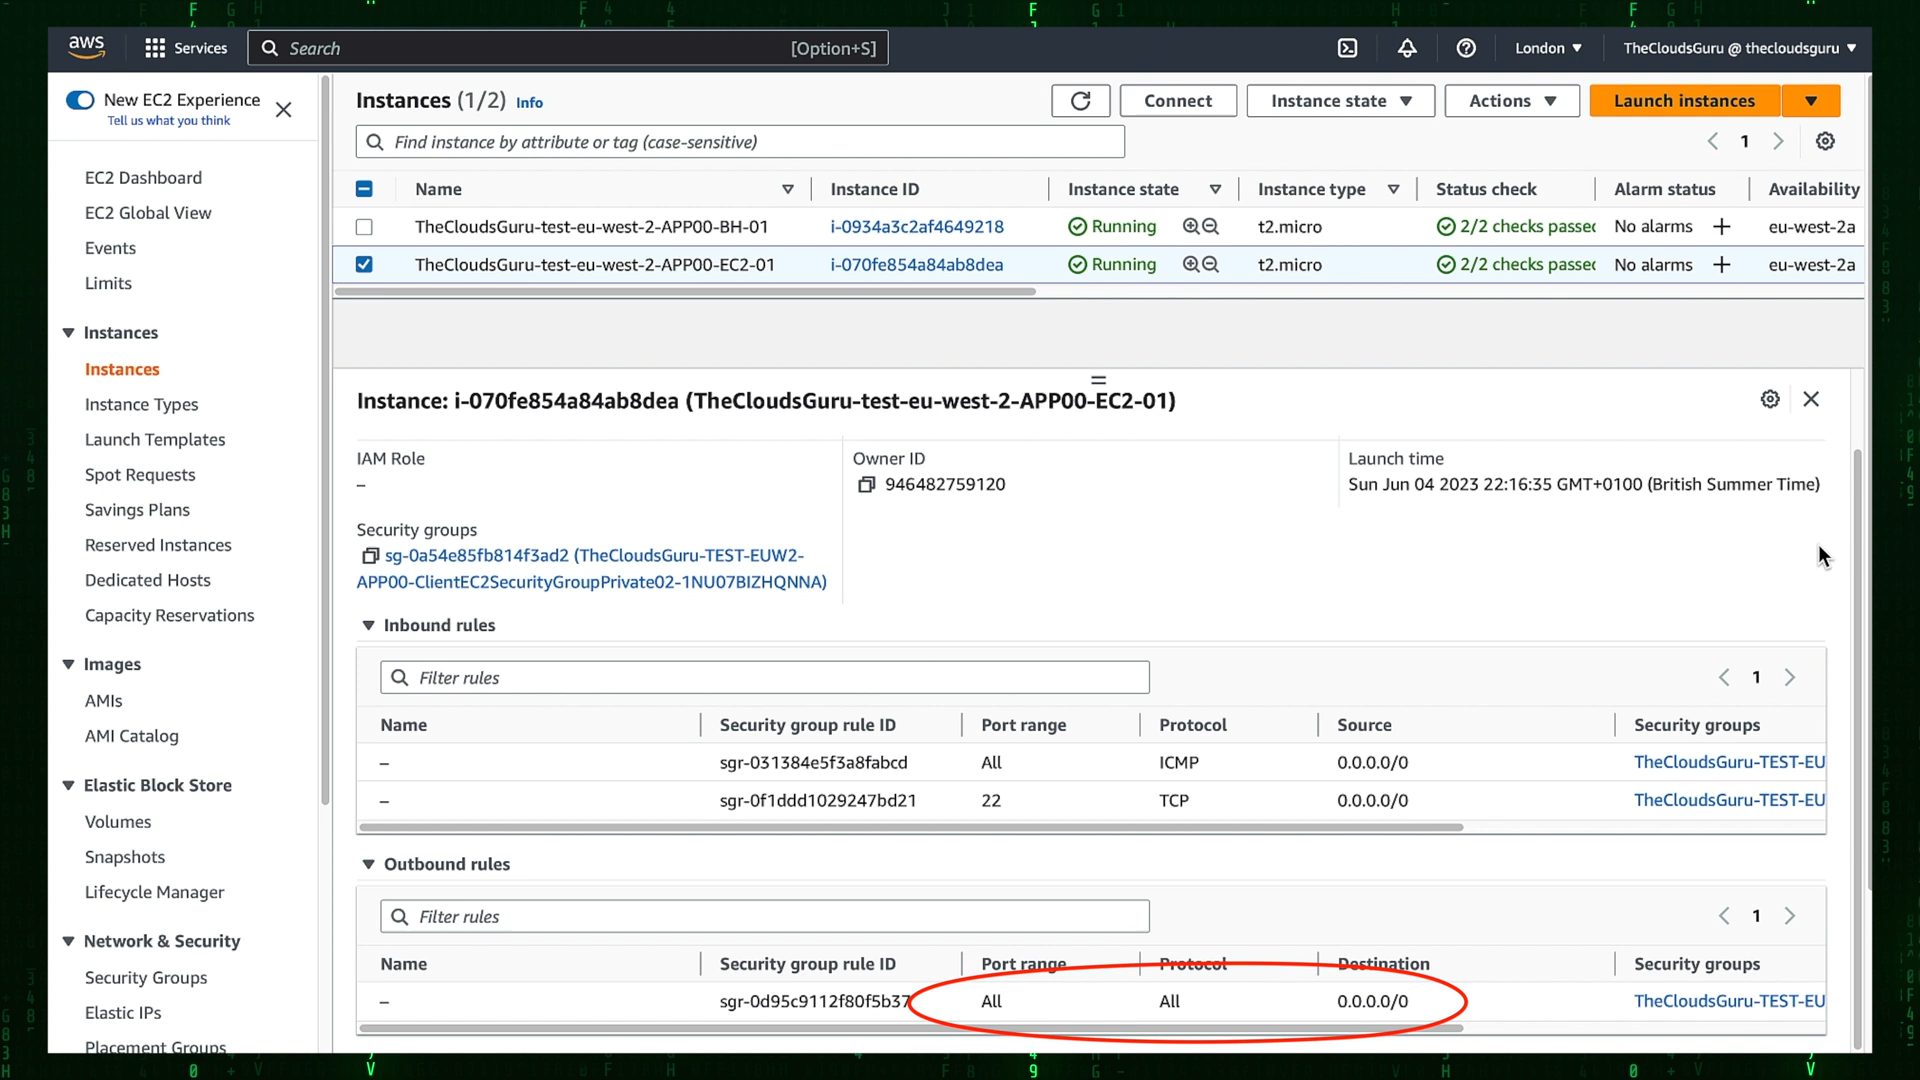 aws
Services
Search
[Option+S]
London
TheCloudsGuru @ thecloudsguru
New EC2 Experience
Tell us what you think
EC2 Dashboard
EC2 Global View
Events
Limits
Instances
Instances
Instance Types
Launch Templates
Spot Requests
Savings Plans
Reserved Instances
Dedicated Hosts
Capacity Reservations
Images
AMIs
AMI Catalog
Elastic Block Store
Volumes
Snapshots
Lifecycle Manager
Network & Security
Security Groups
Elastic IPs
Placement Groups
Instances (1/2) Info
Connect
Instance state
Actions
Launch instances
Find instance by attribute or tag (case-sensitive)
1
Name Instance ID Instance state Instance type Status check Alarm status Availability
TheCloudsGuru-test-eu-west-2-APP00-BH-01 i-0934a3c2af4649218 Running t2.micro 2/2 checks passec No alarms + eu-west-2a
TheCloudsGuru-test-eu-west-2-APP00-EC2-01 i-070fe854a84ab8dea Running t2.micro 2/2 checks passec No alarms + eu-west-2a
Instance: i-070fe854a84ab8dea (TheCloudsGuru-test-eu-west-2-APP00-EC2-01)
IAM Role
–
Owner ID
946482759120
Launch time
Sun Jun 04 2023 22:16:35 GMT+0100 (British Summer Time)
Security groups
sg-0a54e85fb814f3ad2 (TheCloudsGuru-TEST-EUW2-
APP00-ClientEC2SecurityGroupPrivate02-1NU07BIZHQNNA)
Inbound rules
Filter rules
1
Name Security group rule ID Port range Protocol Source Security groups
– sgr-031384e5f3a8fabcd All ICMP 0.0.0.0/0 TheCloudsGuru-TEST-EU
– sgr-0f1ddd1029247bd21 22 TCP 0.0.0.0/0 TheCloudsGuru-TEST-EU
Outbound rules
Filter rules
1
Name Security group rule ID Port range Protocol Destination Security groups
– sgr-0d95c9112f80f5b37 All All 0.0.0.0/0 TheCloudsGuru-TEST-EU